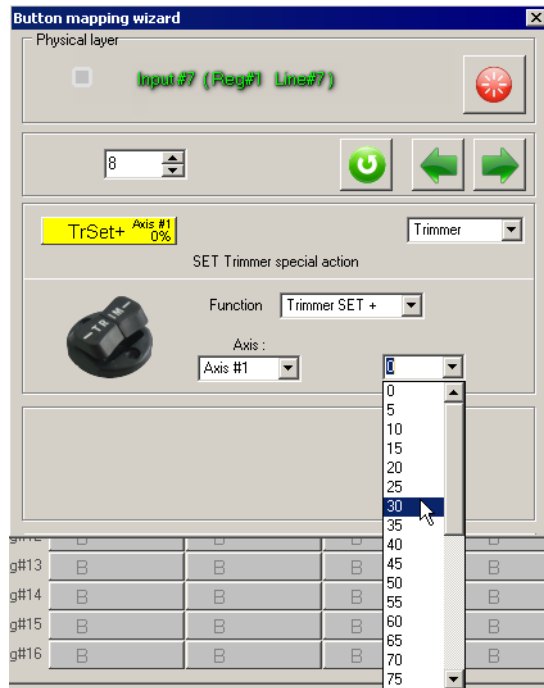 Button mapping wizard
Physical layer
Input#7 (Reg#1 Line#7)
8
TrSet+ Axis #1 0%
Trimmer
SET Trimmer special action
TRIM
Function Trimmer SET +
Axis :
Axis #1
0
0
5
10
15
20
25
30
35
40
45
50
55
60
65
70
75
g#13 B B B B
g#14 B B B B
g#15 B B B B
g#16 B B B B